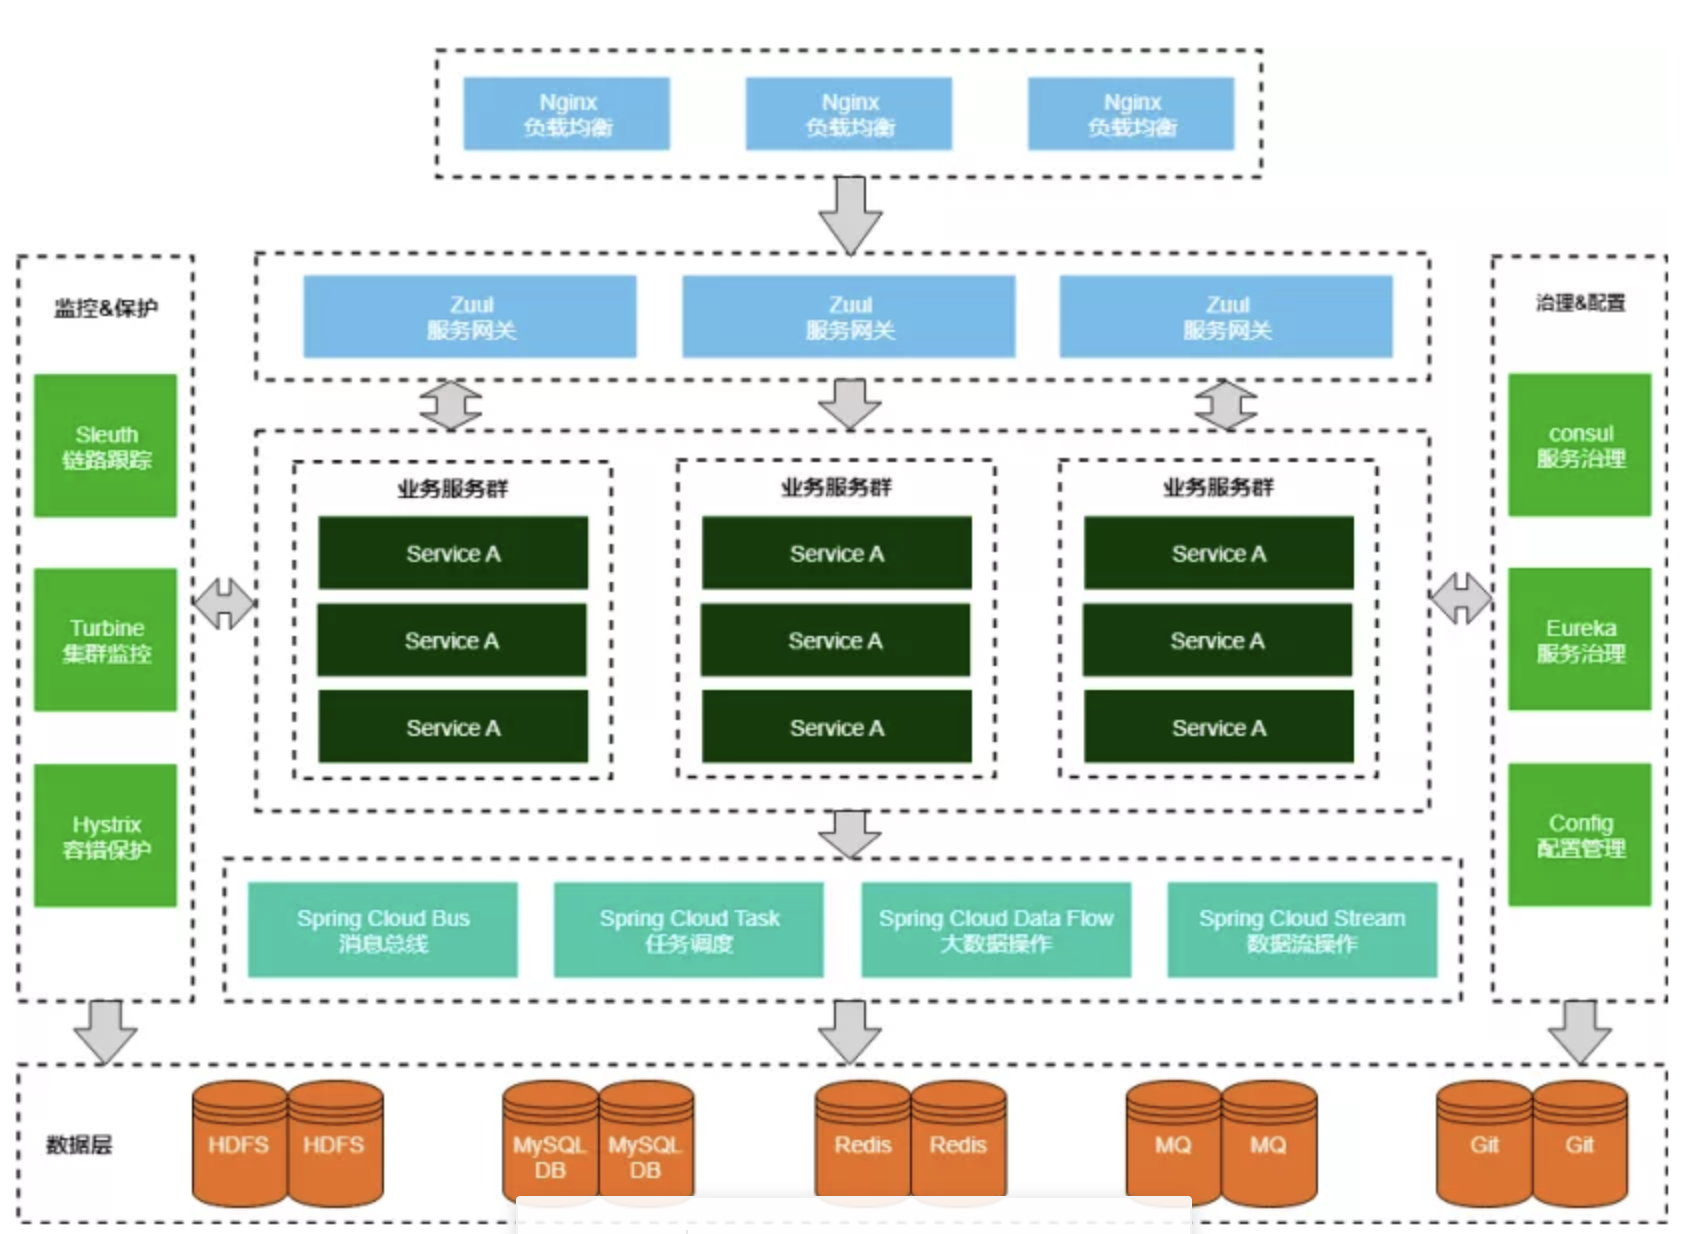 Nginx
负载均衡
Nginx
负载均衡
Nginx
负载均衡
Zuul
服务网关
Zuul
服务网关
Zuul
服务网关
监控&保护
Sleuth
链路跟踪
Turbine
集群监控
Hystrix
容错保护
业务服务群
Service A
Service A
Service A
业务服务群
Service A
Service A
Service A
业务服务群
Service A
Service A
Service A
治理&配置
consul
服务治理
Eureka
服务治理
Config
配置管理
Spring Cloud Bus
消息总线
Spring Cloud Task
任务调度
Spring Cloud Data Flow
大数据操作
Spring Cloud Stream
数据流操作
数据层
HDFS
HDFS
MySQL
DB
MySQL
DB
Redis
Redis
MQ
MQ
Git
Git